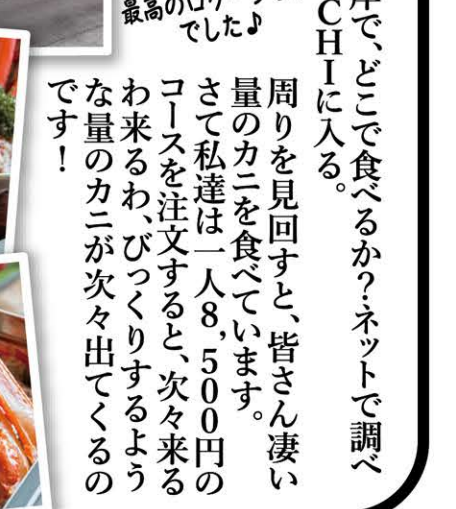 岸で、どこで食べるか？ネットで調べ
CHIに入る。
周りを見回すと、皆さん凄い
量のカニを食べています。
さて私達は一人8,500円の
コースを注文すると、次々来る
わ来るわ、びっくりするよう
な量のカニが次々出てくるの
です！
最高のロケ
でした♪